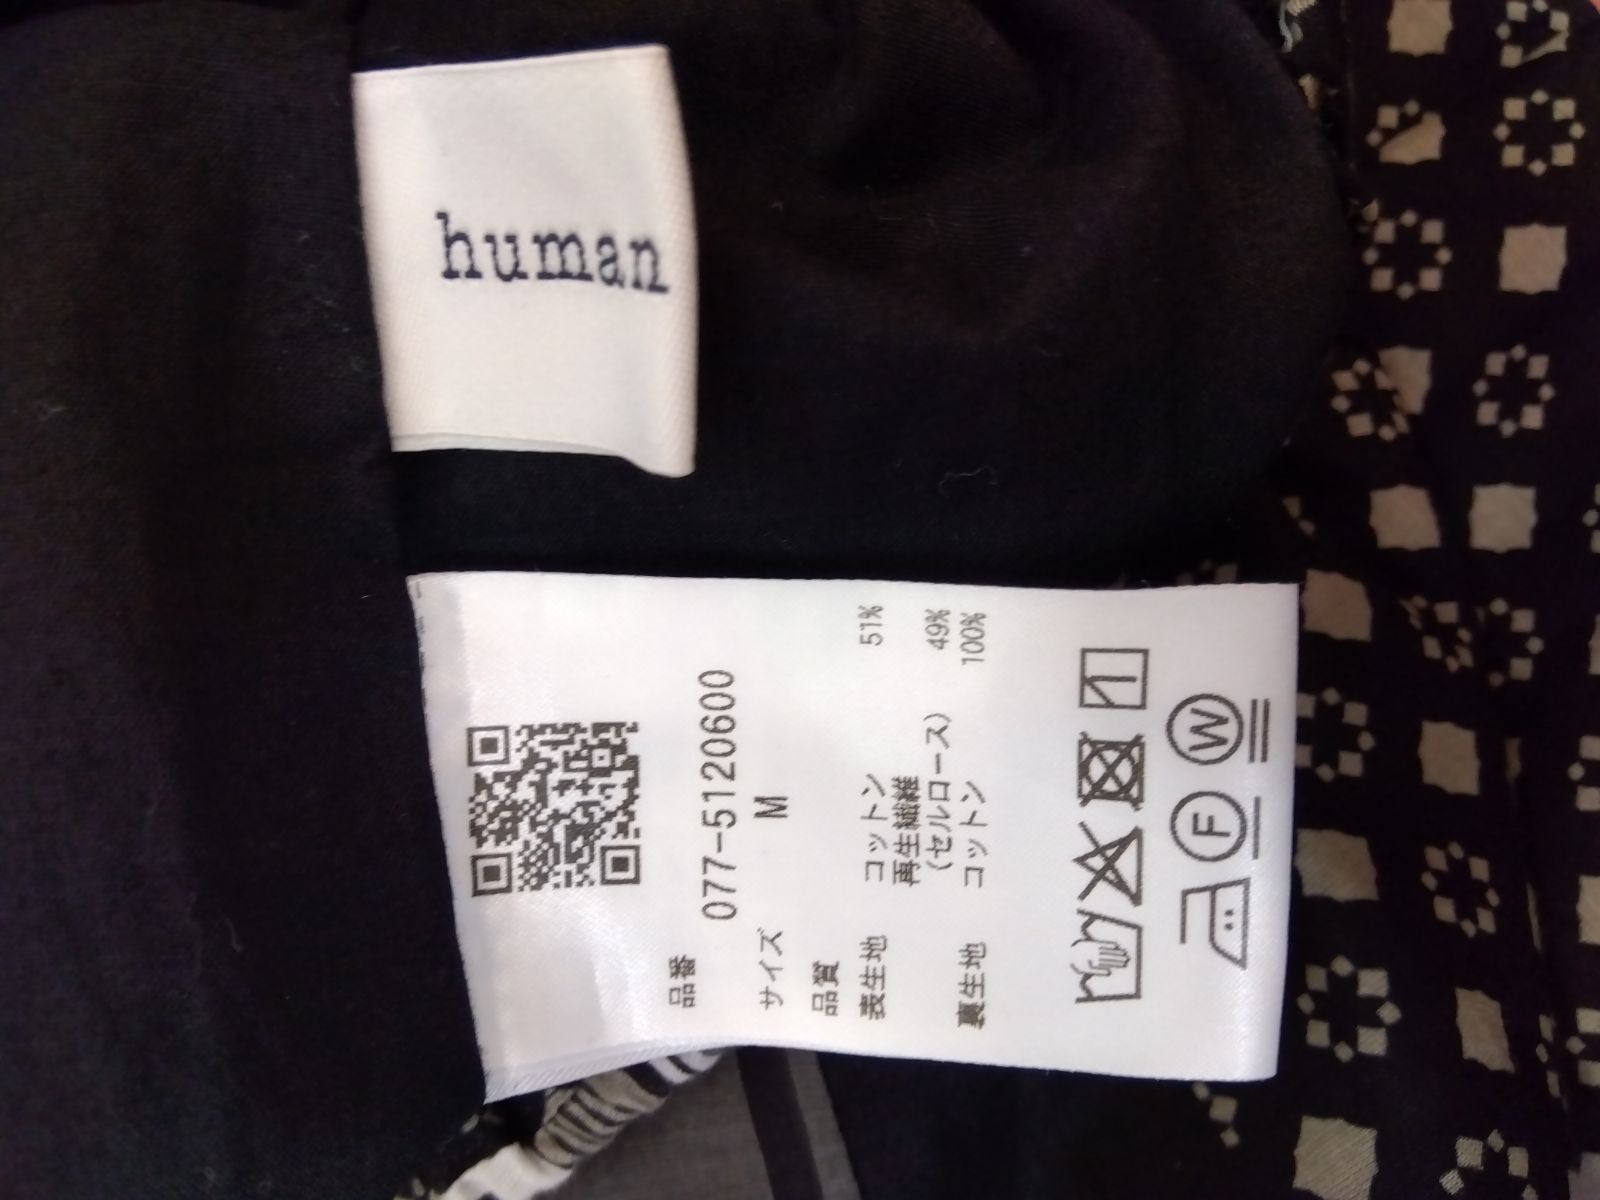 human
品番
077-5120600
サイズ M
品質
表生地 コットン 51%
再生繊維
(セルロース) 49%
裏生地 コットン 100%
F W